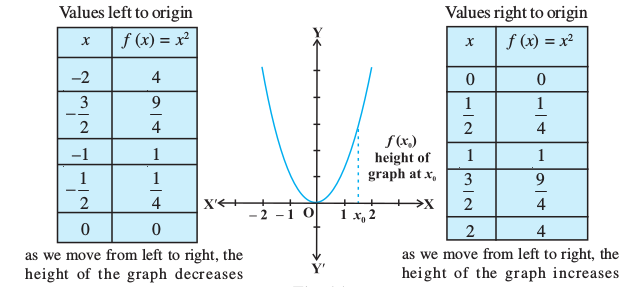 Values left to origin
x f (x) = x²
–2 4
–3/2 9/4
–1 1
–1/2 1/4
0 0
as we move from left to right, the
height of the graph decreases
Y
f(x₀)
height of
graph at x₀
X′ X
–2 –1 O 1 x₀ 2
Y′
Values right to origin
x f (x) = x²
0 0
1/2 1/4
1 1
3/2 9/4
2 4
as we move from left to right, the
height of the graph increases